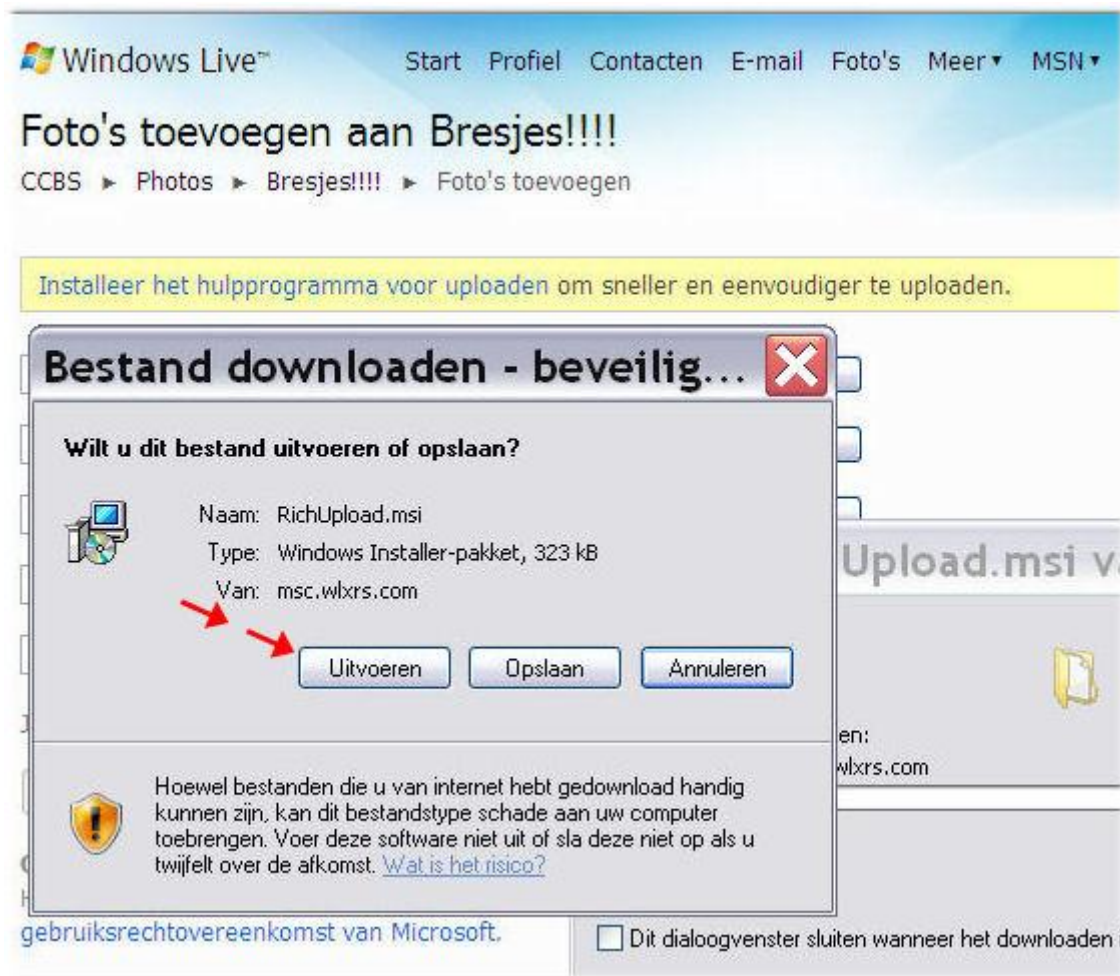 Windows Live™ Start Profiel Contacten E-mail Foto's Meer▼ MSN▼
Foto's toevoegen aan Bresjes!!!!
CCBS ► Photos ► Bresjes!!!! ► Foto's toevoegen
Installeer het hulpprogramma voor uploaden om sneller en eenvoudiger te uploaden.
Bestand downloaden - beveilig...
Wilt u dit bestand uitvoeren of opslaan?
Naam: RichUpload.msi
Type: Windows Installer-pakket, 323 kB
Van: msc.wlxrs.com
Uitvoeren Opslaan Annuleren
Hoewel bestanden die u van internet hebt gedownload handig
kunnen zijn, kan dit bestandstype schade aan uw computer
toebrengen. Voer deze software niet uit of sla deze niet op als u
twijfelt over de afkomst. Wat is het risico?
Upload.msi va
en:
wlxrs.com
gebruiksrechtovereenkomst van Microsoft.
Dit dialoogvenster sluiten wanneer het downloaden